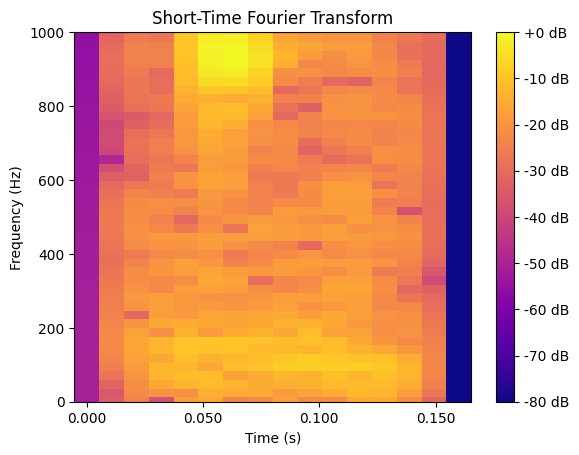 Short-Time Fourier Transform
1000
800
600
400
200
0
Frequency (Hz)
0.000
0.050
0.100
0.150
Time (s)
+0 dB
-10 dB
-20 dB
-30 dB
-40 dB
-50 dB
-60 dB
-70 dB
-80 dB